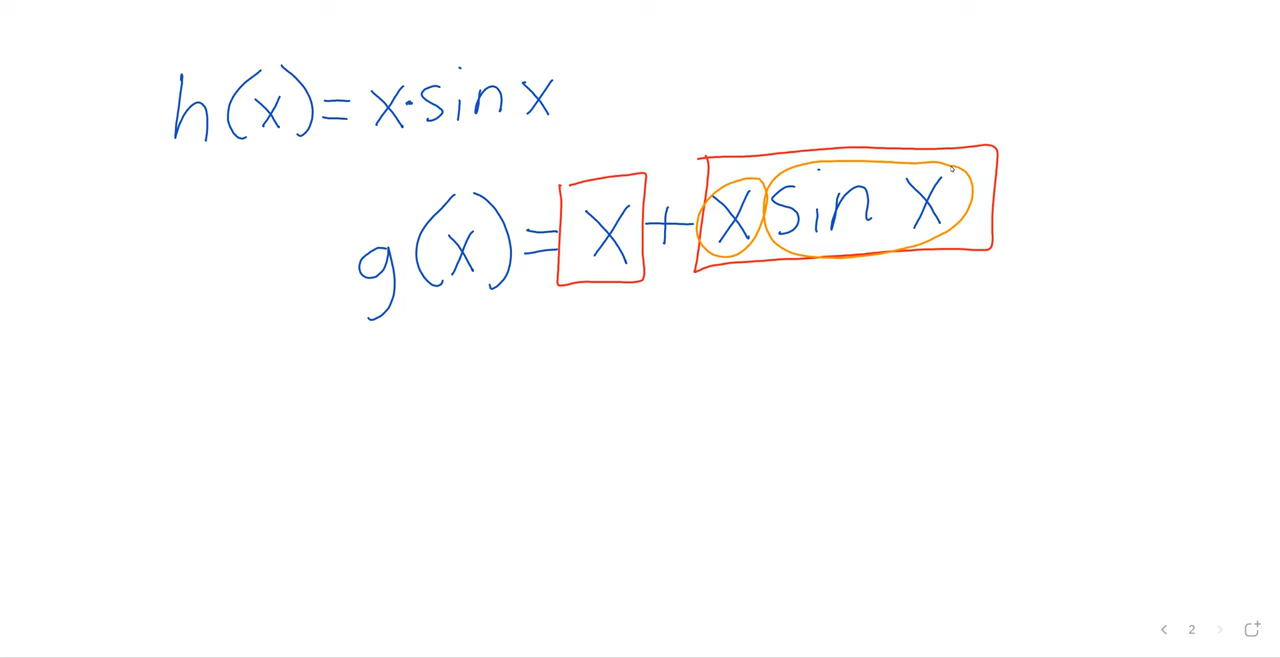 h(x)= x·sin x
g(x) = x + x sin x
2